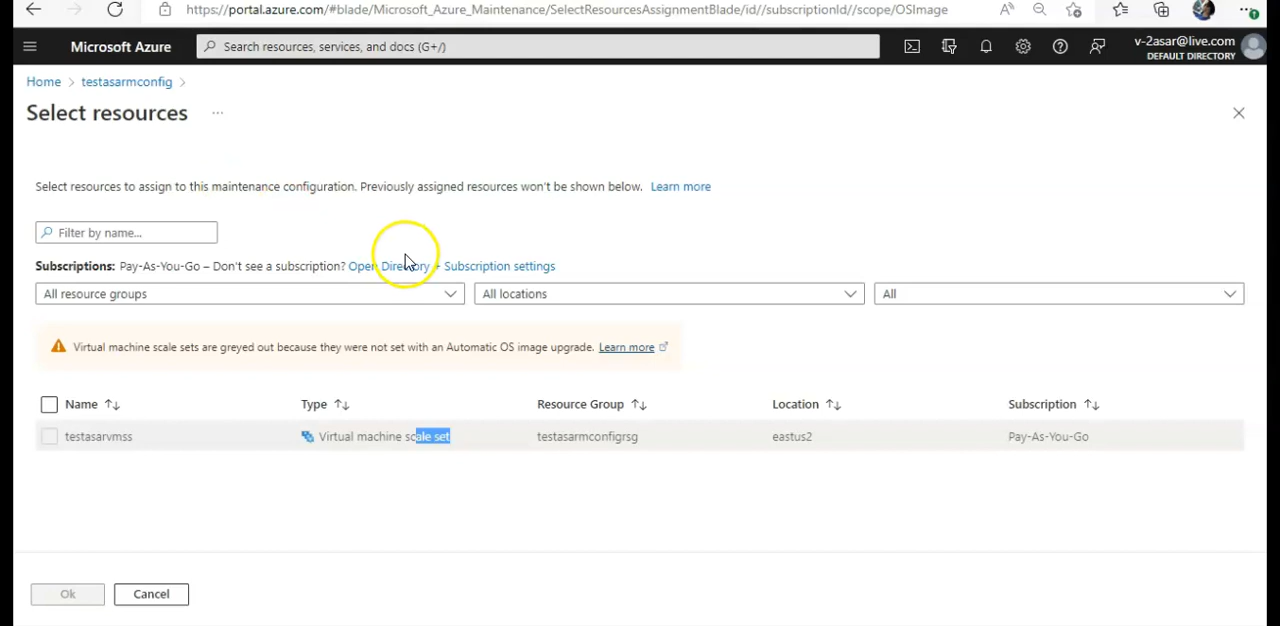 https://portal.azure.com/#blade/Microsoft_Azure_Maintenance/SelectResourcesAssignmentBlade/id//subscriptionId//scope/OSImage
Microsoft Azure
Search resources, services, and docs (G+/)
v-2asar@live.com
DEFAULT DIRECTORY
Home > testasarmconfig >
Select resources ...
Select resources to assign to this maintenance configuration. Previously assigned resources won't be shown below. Learn more
Filter by name...
Subscriptions: Pay-As-You-Go – Don't see a subscription? Open Directory + Subscription settings
All resource groups All locations All
Virtual machine scale sets are greyed out because they were not set with an Automatic OS image upgrade. Learn more
Name ↑↓ Type ↑↓ Resource Group ↑↓ Location ↑↓ Subscription ↑↓
testasarvmss Virtual machine scale set testasarmconfigrsg eastus2 Pay-As-You-Go
Ok Cancel